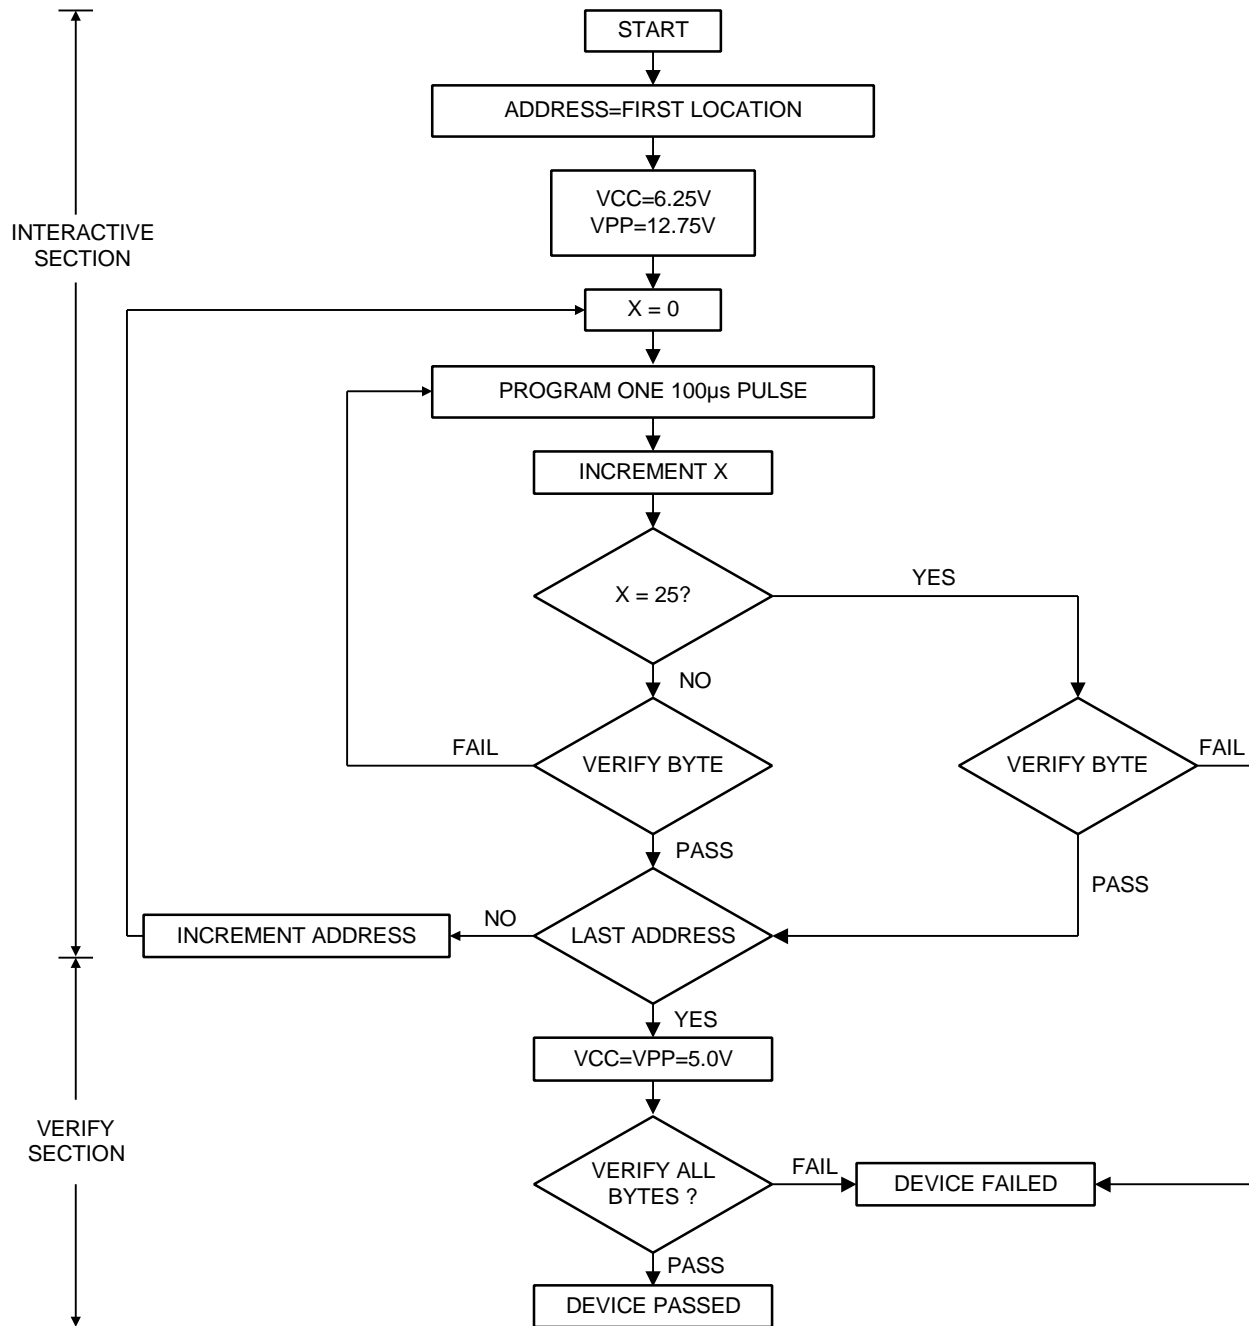 START
ADDRESS=FIRST LOCATION
VCC=6.25V
VPP=12.75V
INTERACTIVE
SECTION
X = 0
PROGRAM ONE 100µs PULSE
INCREMENT X
X = 25?
YES
NO
FAIL
VERIFY BYTE
VERIFY BYTE
FAIL
PASS
PASS
INCREMENT ADDRESS
NO
LAST ADDRESS
YES
VCC=VPP=5.0V
VERIFY
SECTION
VERIFY ALL
BYTES ?
FAIL
DEVICE FAILED
PASS
DEVICE PASSED